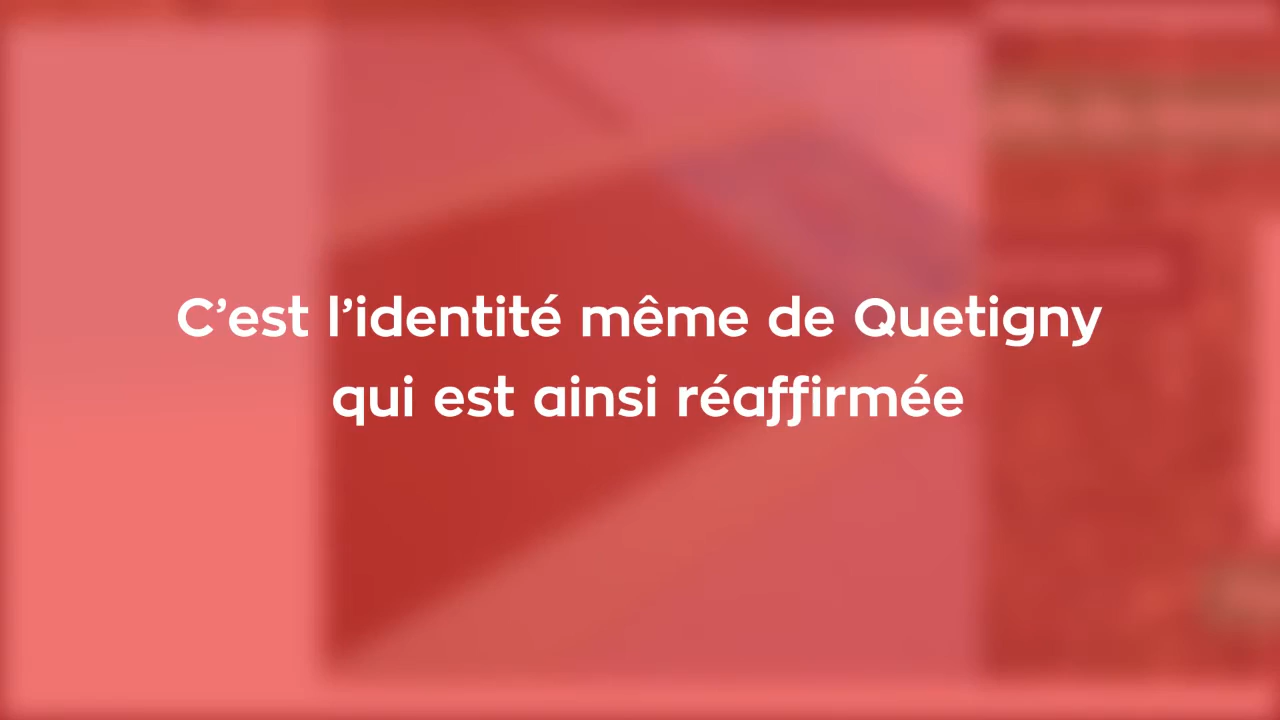 C’est l’identité même de Quetigny
qui est ainsi réaffirmée